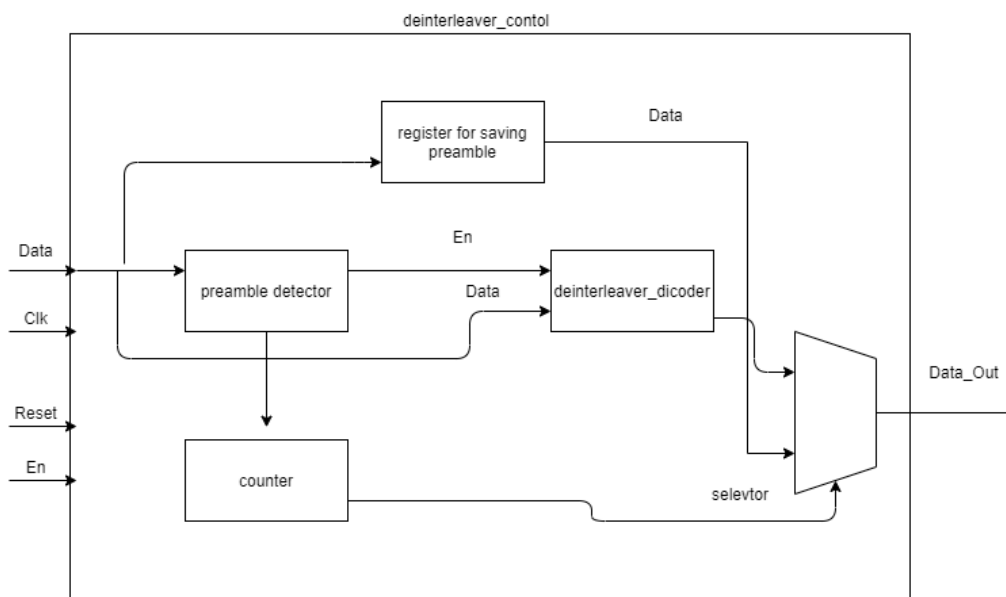 deinterleaver_contol
register for saving
preamble
Data
Data
En
preamble detector
Data
deinterleaver_dicoder
Clk
Data_Out
Reset
En
counter
selevtor